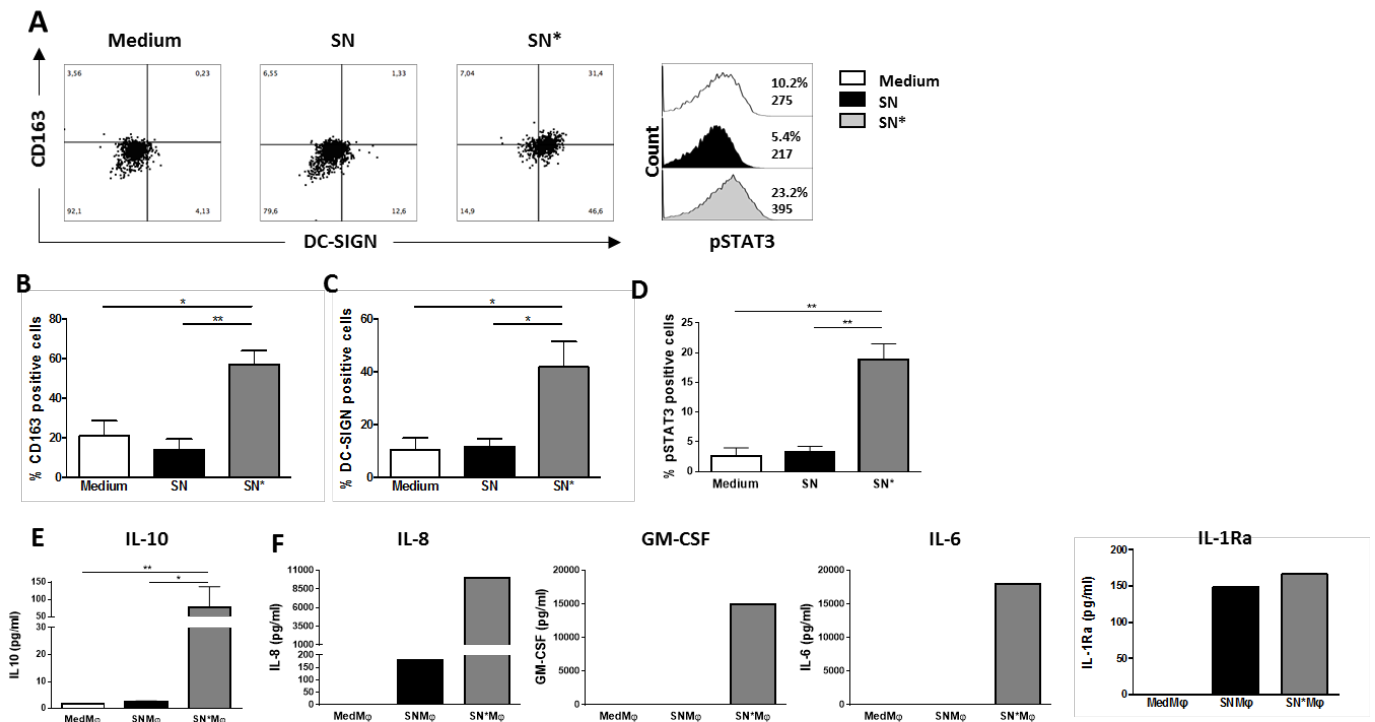 A
Medium
SN
SN*
3,56
0,23
92,1
4,13
6,55
1,33
79,6
12,6
7,04
31,4
14,9
46,6
CD163
DC-SIGN
Count
10.2%
275
5.4%
217
23.2%
395
pSTAT3
Medium
SN
SN*
B
% CD163 positive cells
80
60
40
20
0
*
**
Medium
SN
SN*
C
% DC-SIGN positive cells
60
40
20
0
*
*
Medium
SN
SN*
D
% pSTAT3 positive cells
25
20
15
10
5
0
**
**
Medium
SN
SN*
E
IL-10
IL10 (pg/ml)
150
100
50
30
20
10
0
**
*
MedMφ
SNMφ
SN*Mφ
F
IL-8
IL-8 (pg/ml)
11000
8500
6000
3500
1000
200
150
100
50
0
MedMφ
SNMφ
SN*Mφ
GM-CSF
GM-CSF (pg/ml)
20000
15000
10000
5000
0
MedMφ
SNMφ
SN*Mφ
IL-6
IL-6 (pg/ml)
20000
15000
10000
5000
0
MedMφ
SNMφ
SN*Mφ
IL-1Ra
IL-1Ra (pg/ml)
200
150
100
50
0
MedMφ
SNMφ
SN*Mφ